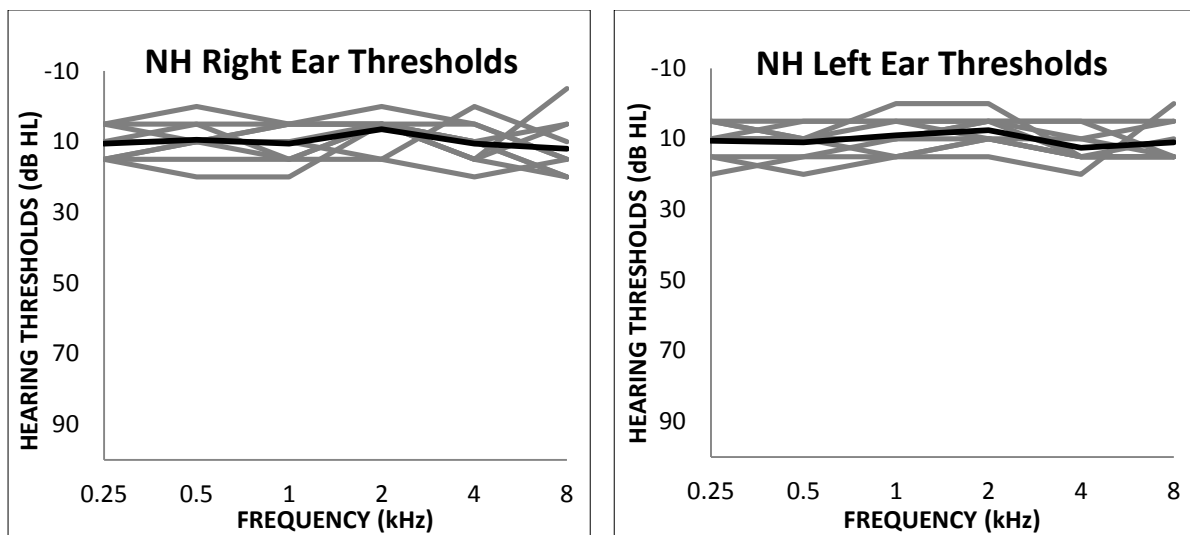 NH Right Ear Thresholds
HEARING THRESHOLDS (dB HL)
-10
10
30
50
70
90
0.25 0.5 1 2 4 8
FREQUENCY (kHz)
NH Left Ear Thresholds
HEARING THRESHOLDS (dB HL)
-10
10
30
50
70
90
0.25 0.5 1 2 4 8
FREQUENCY (kHz)